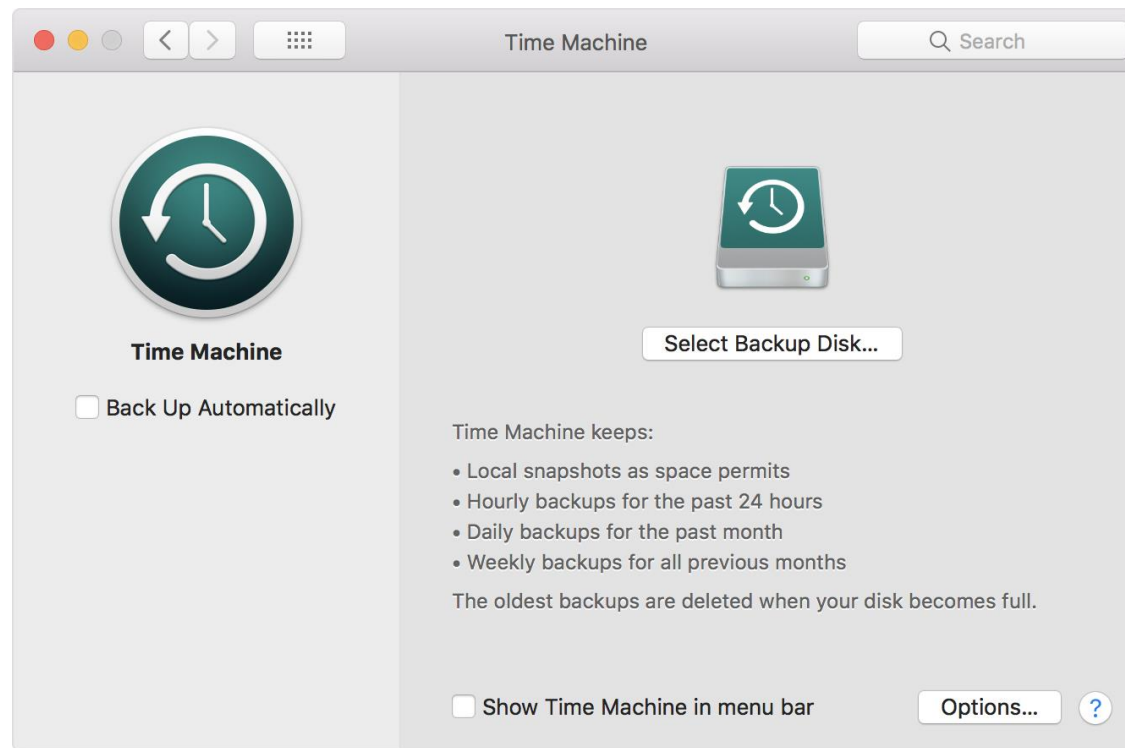 Time Machine
Search
Time Machine
Back Up Automatically
Select Backup Disk...
Time Machine keeps:
• Local snapshots as space permits
• Hourly backups for the past 24 hours
• Daily backups for the past month
• Weekly backups for all previous months
The oldest backups are deleted when your disk becomes full.
Show Time Machine in menu bar
Options...
?